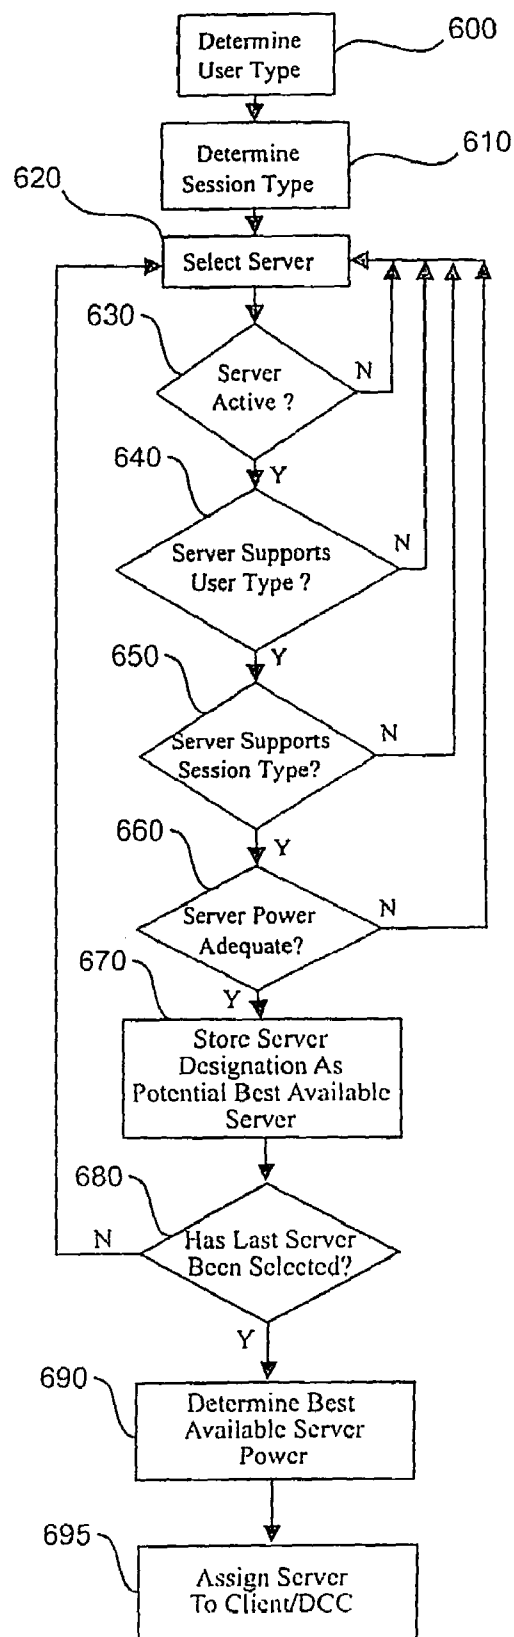 Determine
User Type
600
Determine
Session Type
610
620
Select Server
630
Server
Active ?
N
Y
640
Server Supports
User Type ?
N
Y
650
Server Supports
Session Type?
N
Y
660
Server Power
Adequate?
N
Y
670
Store Server
Designation As
Potential Best Available
Server
680
Has Last Server
Been Selected?
N
Y
690
Determine Best
Available Server
Power
695
Assign Server
To Client/DCC